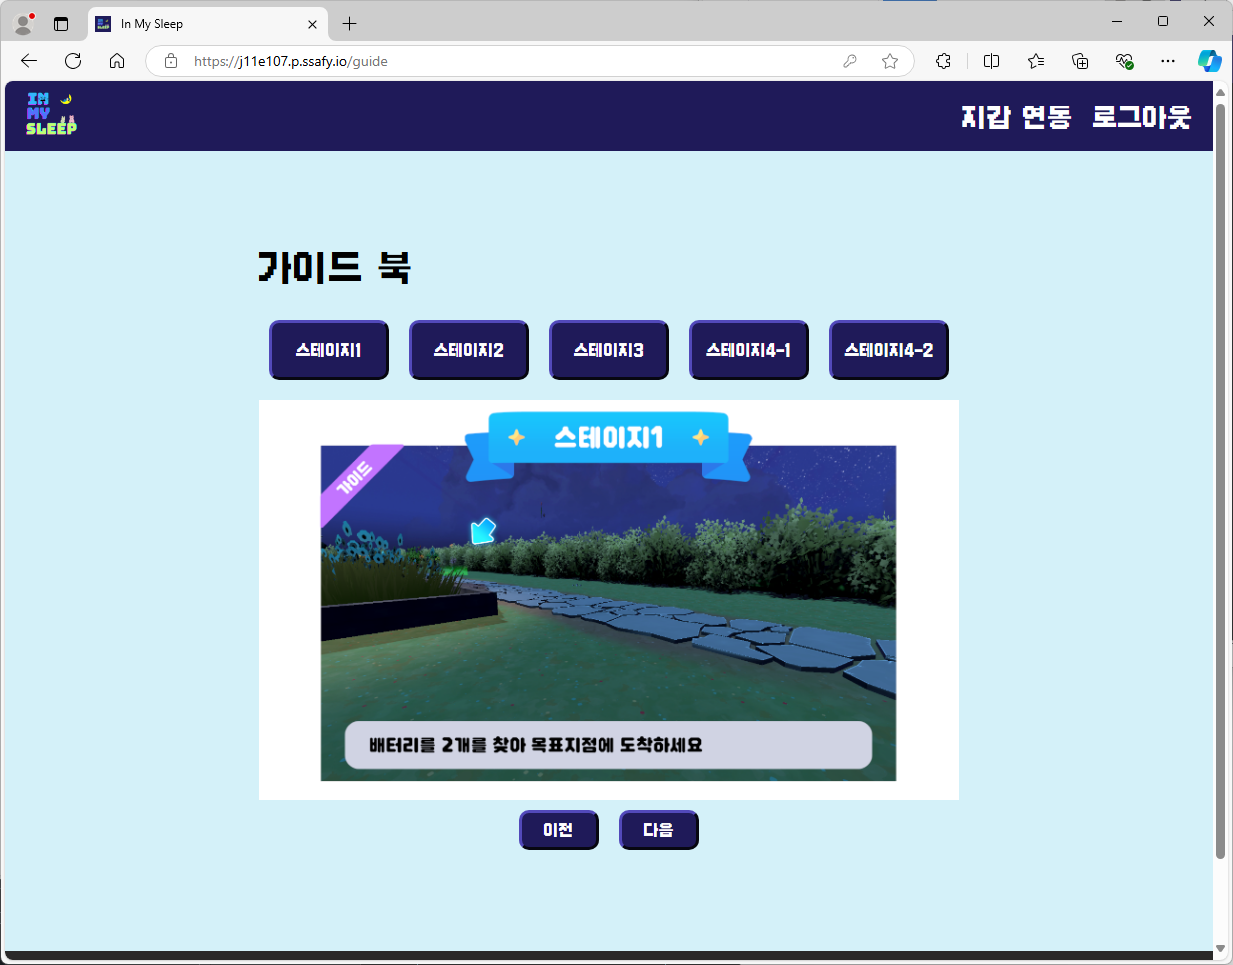 In My Sleep
https://j11e107.p.ssafy.io/guide
IM
MY
SLEEP
지갑 연동 로그아웃
가이드 북
스테이지1 스테이지2 스테이지3 스테이지4-1 스테이지4-2
스테이지1
가이드
배터리를 2개를 찾아 목표지점에 도착하세요
이전 다음